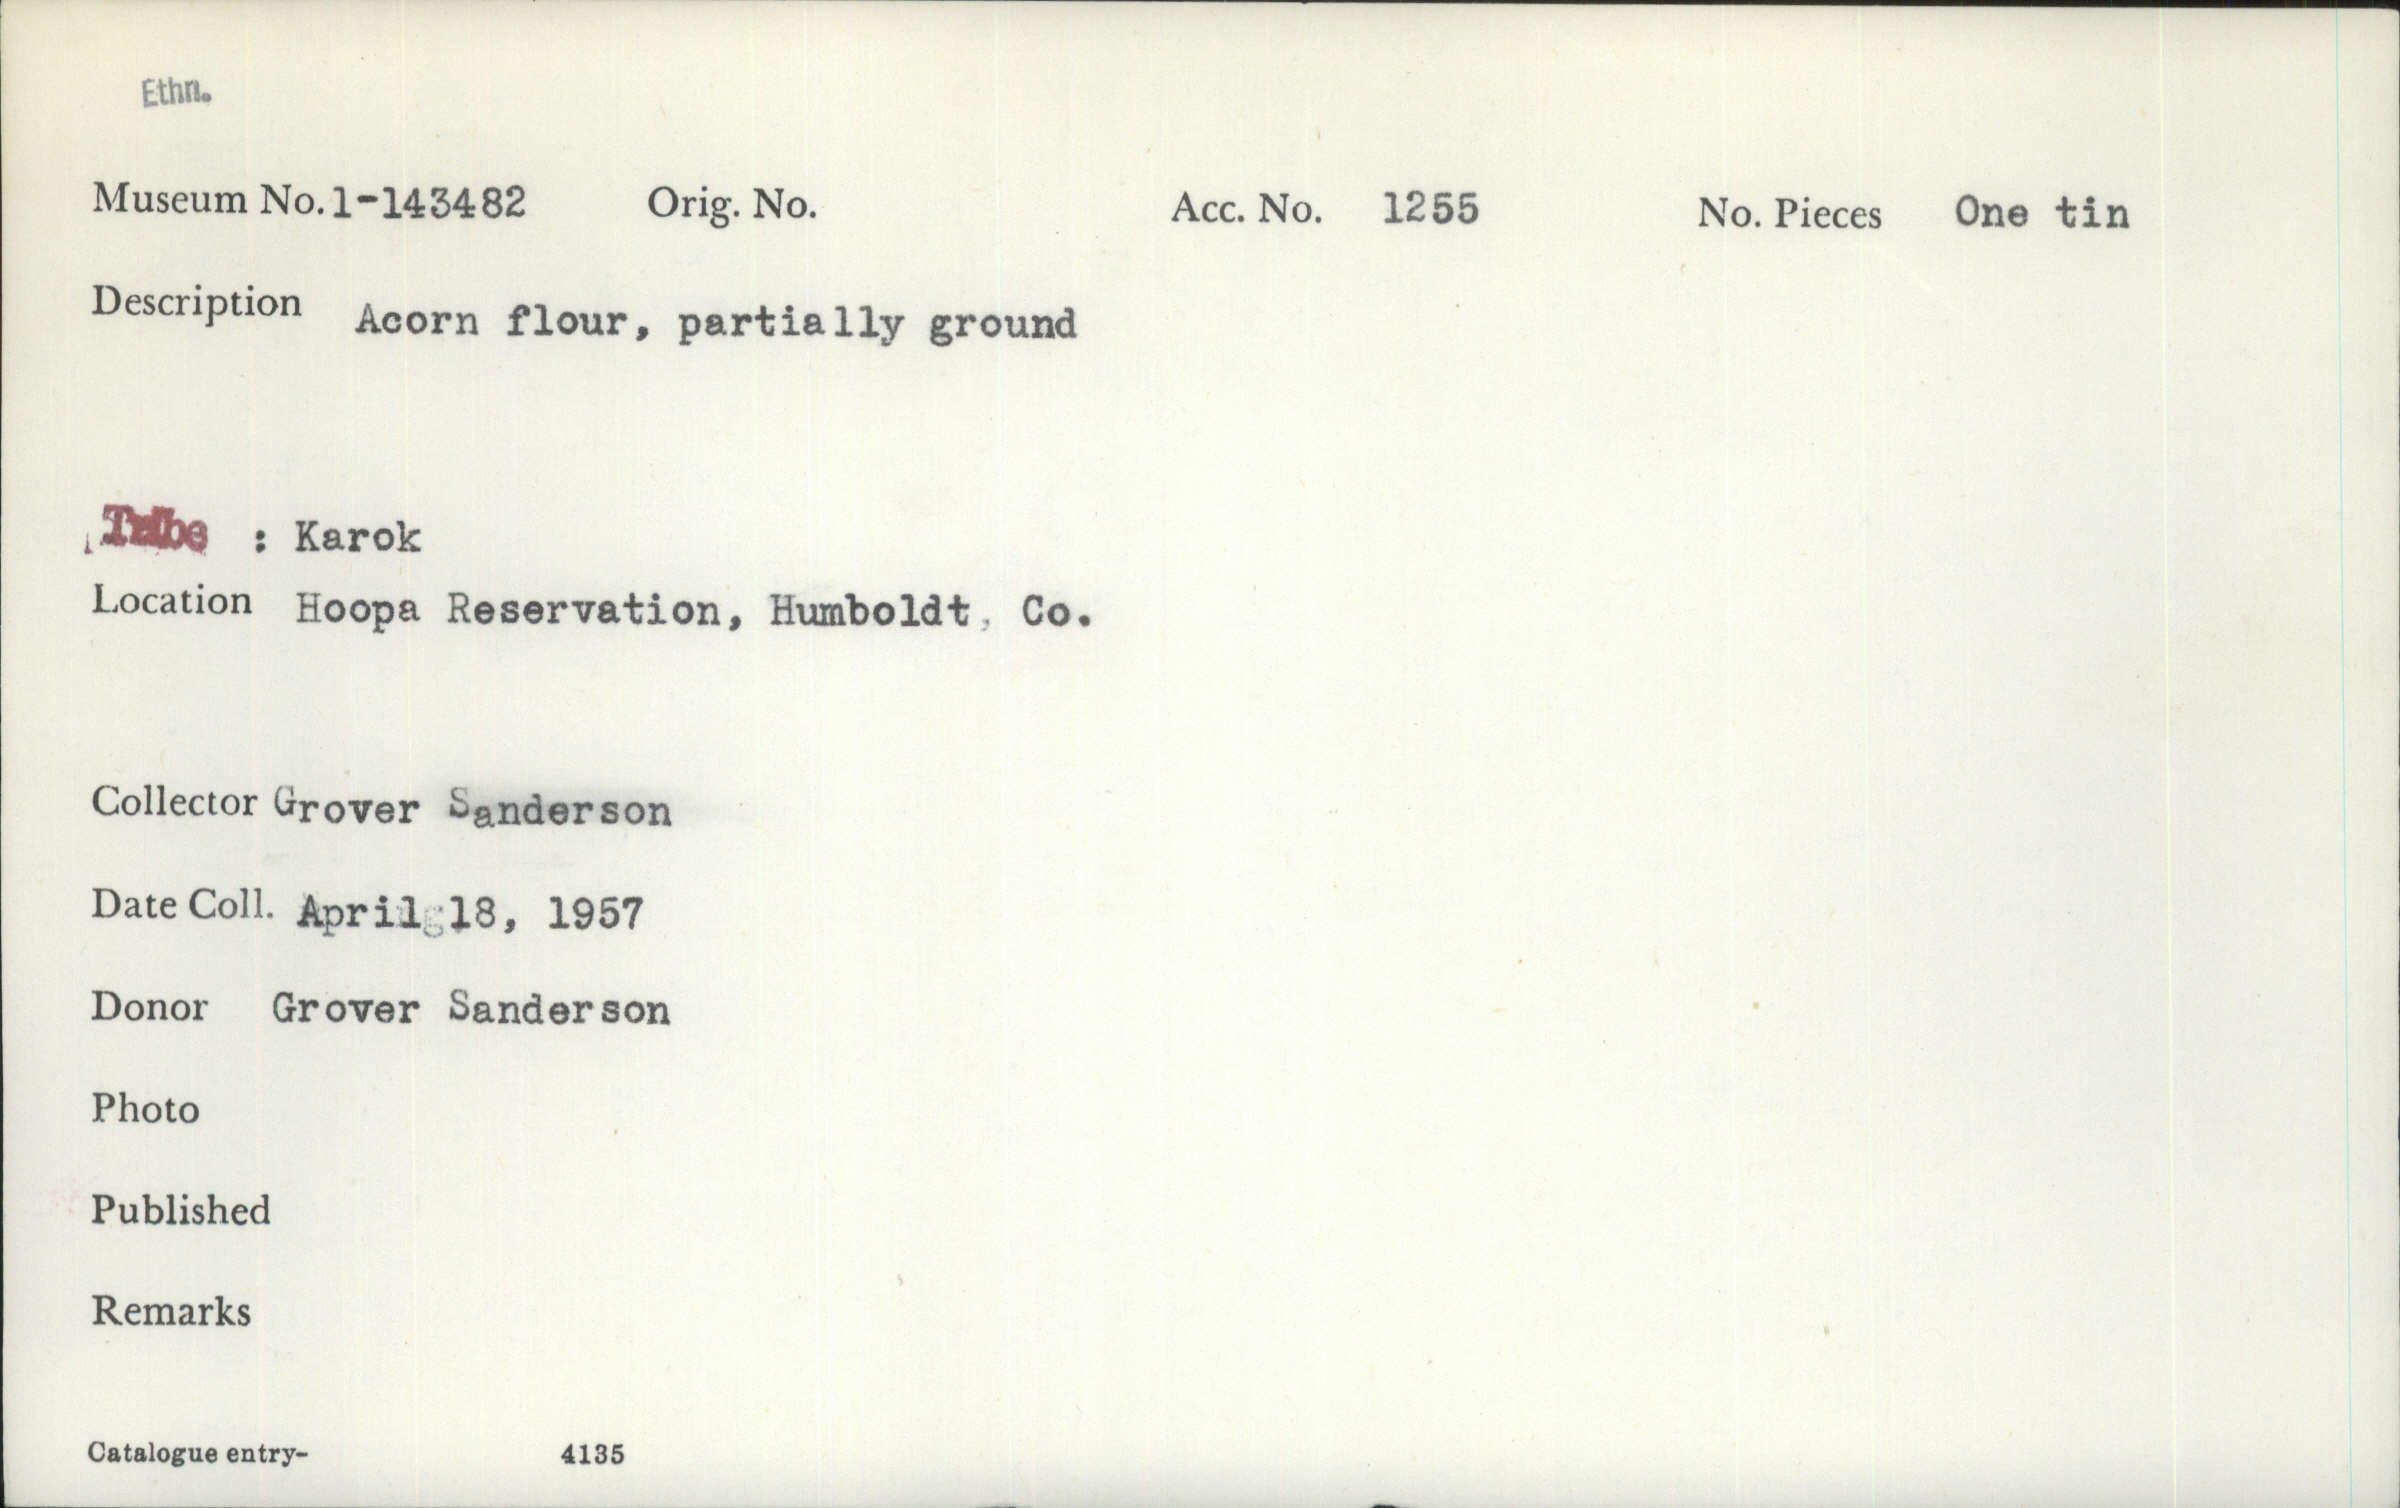 Ethn.
Museum No. 1-143482 Orig. No. Acc. No. 1255 No. Pieces One tin
Description Acorn flour, partially ground
Tribe : Karok
Location Hoopa Reservation, Humboldt, Co.
Collector Grover Sanderson
Date Coll. April 18, 1957
Donor Grover Sanderson
Photo
Published
Remarks
Catalogue entry- 4135